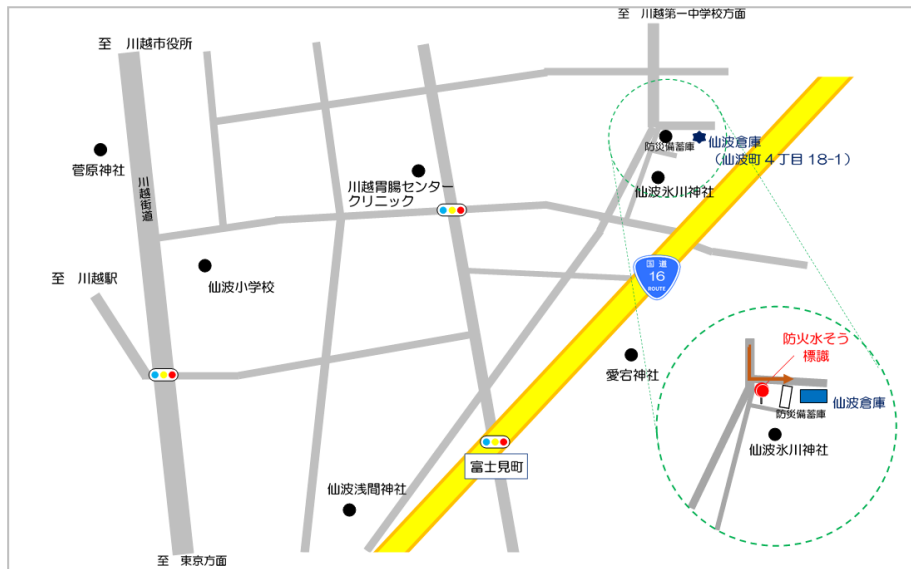 至　川越第一中学校方面
至　川越市役所
菅原神社
川越街道
川越胃腸センター
クリニック
防災備蓄庫
仙波倉庫
（仙波町４丁目 18-1）
仙波氷川神社
至　川越駅
仙波小学校
国道
16
ROUTE
愛宕神社
防火水そう
標識
仙波倉庫
防災備蓄庫
仙波氷川神社
富士見町
仙波浅間神社
至　東京方面